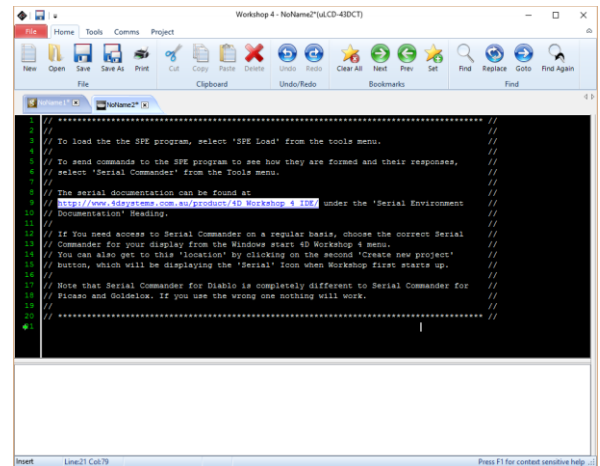 Workshop 4 - NoName2*(uLCD-43DCT)
File Home Tools Comms Project
New Open Save Save As Print Cut Copy Paste Delete Undo Redo Clear All Next Prev Set Find Replace Goto Find Again
File Clipboard Undo/Redo Bookmarks Find
NoName1* NoName2*
1 // ************************************************************************************* //
2 // //
3 // To load the the SPE program, select 'SPE Load' from the tools menu. //
4 // //
5 // To send commands to the SPE program to see how they are formed and their responses, //
6 // select 'Serial Commander' from the Tools menu. //
7 // //
8 // The serial documentation can be found at //
9 // http://www.4dsystems.com.au/product/4D_Workshop_4_IDE/ under the 'Serial Environment //
10 // Documentation' Heading. //
11 // //
12 // If You need access to Serial Commander on a regular basis, choose the correct Serial //
13 // Commander for your display from the Windows start 4D Workshop 4 menu. //
14 // You can also get to this 'location' by clicking on the second 'Create new project' //
15 // button, which will be displaying the 'Serial' Icon when Workshop first starts up. //
16 // //
17 // Note that Serial Commander for Diablo is completely different to Serial Commander for //
18 // Picaso and Goldelox. If you use the wrong one nothing will work. //
19 // //
20 // ************************************************************************************* //
21
Insert Line:21 Col:79 Press F1 for context sensitive help